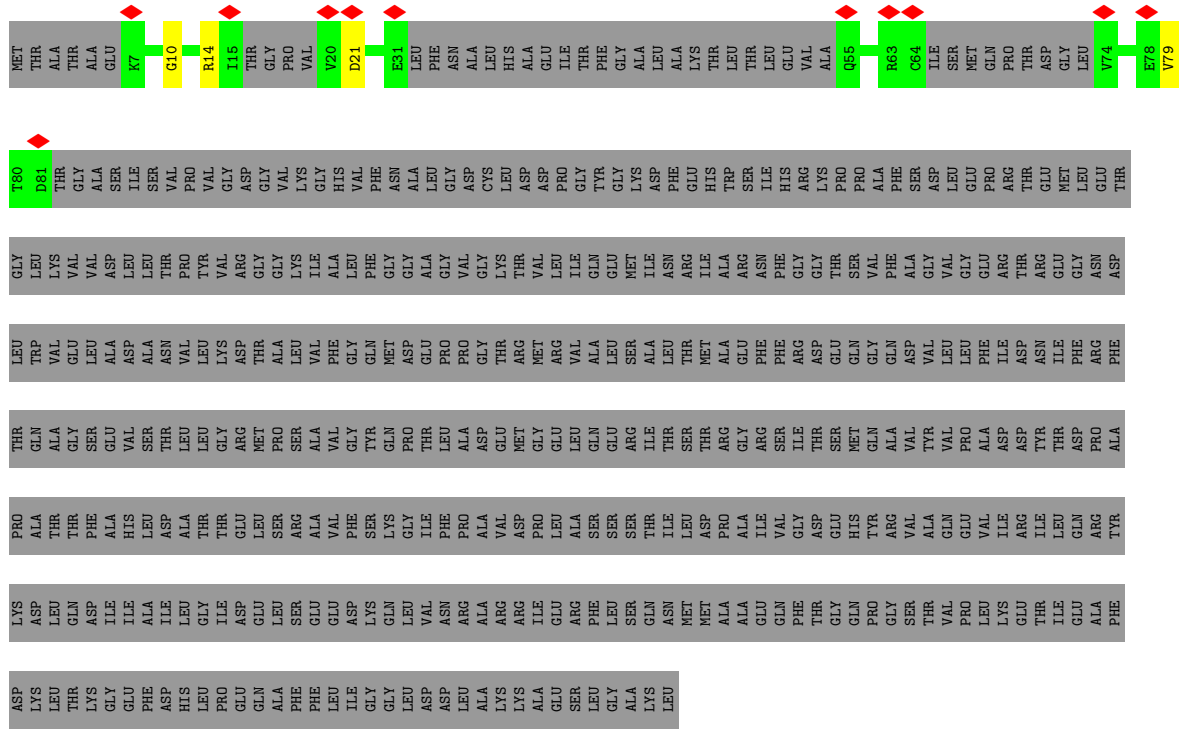 MET THR ALA THR ALA GLU K7 G10 R14 I15 THR GLY PRO VAL V20 D21 E31 LEU PHE ASN ALA LEU HIS ALA GLU ILE THR PHE GLY ALA LEU ALA LYS THR LEU THR LEU GLU VAL ALA Q55 R63 C64 ILE SER MET GLN PRO THR ASP GLY LEU V74 E78 V79
T80 D81 THR GLY ALA SER ILE SER VAL PRO VAL GLY ASP GLY VAL LYS GLY HIS VAL PHE ASN ALA LEU GLY ASP CYS LEU ASP ASP PRO GLY TYR GLY LYS ASP PHE GLU HIS TRP SER ILE HIS ARG LYS PRO PRO ALA PHE SER ASP LEU GLU PRO ARG THR GLU MET LEU GLU THR
GLY LEU LYS VAL VAL ASP LEU LEU THR PRO TYR VAL ARG GLY GLY LYS ILE ALA LEU PHE GLY GLY ALA GLY VAL GLY LYS THR VAL LEU ILE GLN GLU MET ILE ASN ARG ILE ALA ARG ASN PHE GLY GLY THR SER VAL PHE ALA GLY VAL GLY GLU ARG THR ARG GLU GLY ASN ASP
LEU TRP VAL GLU LEU ALA ASP ALA ASN VAL LEU LYS ASP THR ALA LEU VAL PHE GLY GLN MET ASP GLU PRO PRO GLY THR ARG MET ARG VAL ALA LEU SER ALA LEU THR MET ALA GLU PHE PHE ARG ASP GLU GLN GLY GLN ASP VAL LEU LEU PHE ILE ASP ASN ILE PHE ARG PHE
THR GLN ALA GLY SER GLU VAL SER THR LEU LEU GLY ARG MET PRO SER ALA VAL GLY TYR GLN PRO THR LEU ALA ASP GLU MET GLY GLU LEU GLN GLU ARG ILE THR SER THR ARG GLY ARG SER ILE THR SER MET GLN ALA VAL TYR VAL PRO ALA ASP ASP TYR THR ASP PRO ALA
PRO ALA THR THR PHE ALA HIS LEU ASP ALA THR THR GLU LEU SER ARG ALA VAL PHE SER LYS GLY ILE PHE PRO ALA VAL ASP PRO LEU ALA SER SER SER THR ILE LEU ASP PRO ALA ILE VAL GLY ASP GLU HIS TYR ARG VAL ALA GLN GLU VAL ILE ARG ILE LEU GLN ARG TYR
LYS ASP LEU GLN ASP ILE ILE ALA ILE LEU GLY ILE ASP GLU LEU SER GLU GLU ASP LYS GLN LEU VAL ASN ARG ALA ARG ARG ILE GLU ARG PHE LEU SER GLN ASN MET MET ALA ALA GLU GLN PHE THR GLY GLN PRO GLY SER THR VAL PRO LEU LYS GLU THR ILE GLU ALA PHE
ASP LYS LEU THR LYS GLY GLU PHE ASP HIS LEU PRO GLU GLN ALA PHE PHE LEU ILE GLY GLY LEU ASP ASP LEU ALA LYS LYS ALA GLU SER LEU GLY ALA LYS LEU